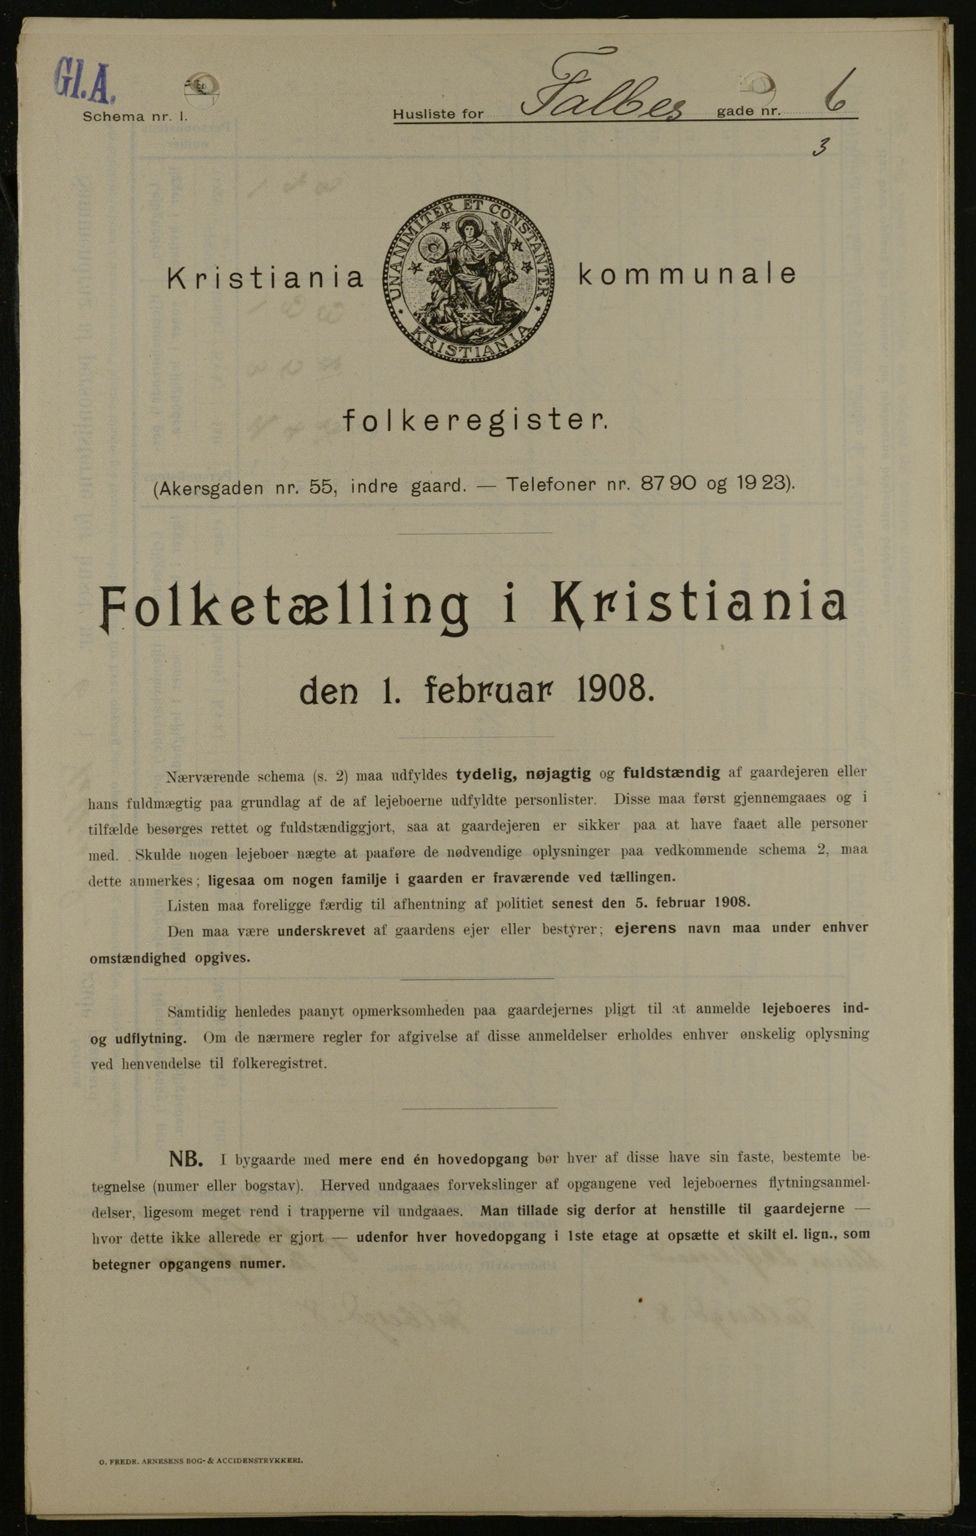 Gl.A.
Schema nr. 1.
Husliste for Falbes gade nr. 6
3
UNANIMITER ET CONSTANTER
KRISTIANIA
Kristiania kommunale
folkeregister.
(Akersgaden nr. 55, indre gaard. — Telefoner nr. 8790 og 1923).
Folketælling i Kristiania
den 1. februar 1908.
Nærværende schema (s. 2) maa udfyldes tydelig, nøjagtig og fuldstændig af gaardejeren eller
hans fuldmægtig paa grundlag af de af lejeboerne udfyldte personlister. Disse maa først gjennemgaaes og i
tilfælde besørges rettet og fuldstændiggjort, saa at gaardejeren er sikker paa at have faaet alle personer
med. Skulde nogen lejeboer nægte at paaføre de nødvendige oplysninger paa vedkommende schema 2, maa
dette anmerkes; ligesaa om nogen familje i gaarden er fraværende ved tællingen.
Listen maa foreligge færdig til afhentning af politiet senest den 5. februar 1908.
Den maa være underskrevet af gaardens ejer eller bestyrer; ejerens navn maa under enhver
omstændighed opgives.
Samtidig henledes paanyt opmerksomheden paa gaardejernes pligt til at anmelde lejeboeres ind-
og udflytning. Om de nærmere regler for afgivelse af disse anmeldelser erholdes enhver ønskelig oplysning
ved henvendelse til folkeregistret.
NB. I bygaarde med mere end én hovedopgang bør hver af disse have sin faste, bestemte be-
tegnelse (numer eller bogstav). Herved undgaaes forvekslinger af opgangene ved lejeboernes flytningsanmel-
delser, ligesom meget rend i trapperne vil undgaaes. Man tillade sig derfor at henstille til gaardejerne —
hvor dette ikke allerede er gjort — udenfor hver hovedopgang i 1ste etage at opsætte et skilt el. lign., som
betegner opgangens numer.
O. FREDR. ARNESENS BOG- & ACCIDENSTRYKKERI.